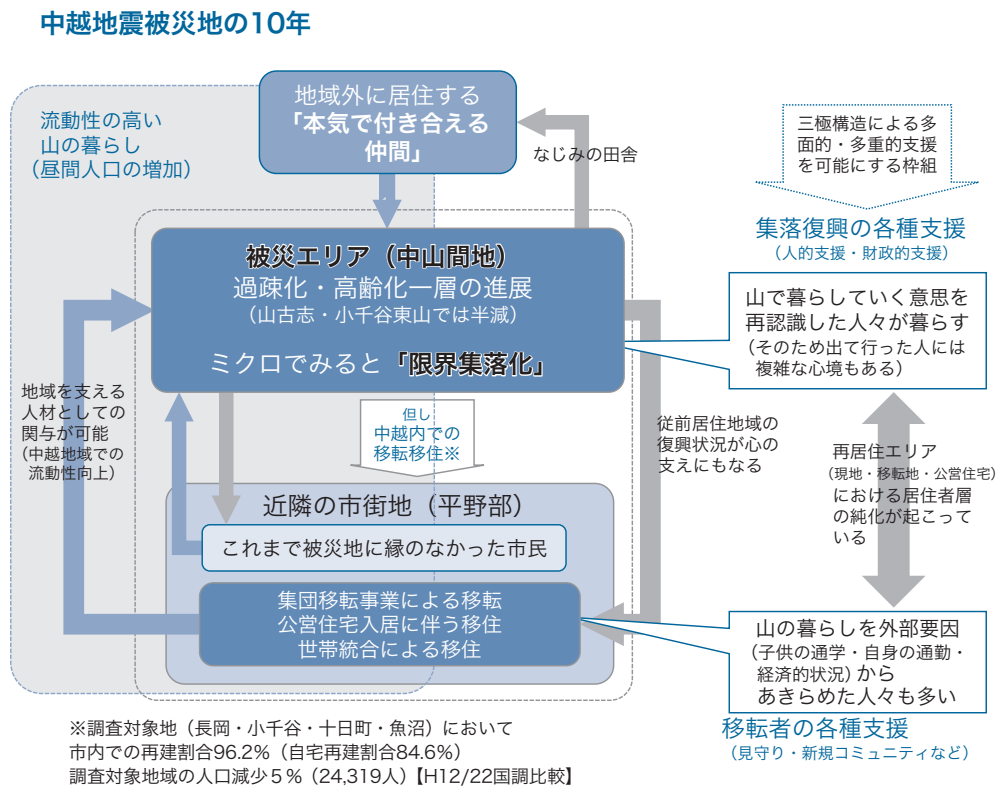 中越地震被災地の10年
流動性の高い
山の暮らし
（昼間人口の増加）
地域外に居住する
「本気で付き合える
仲間」
なじみの田舎
三極構造による多
面的・多重的支援
を可能にする枠組
集落復興の各種支援
（人的支援・財政的支援）
被災エリア（中山間地）
過疎化・高齢化一層の進展
（山古志・小千谷東山では半減）
ミクロでみると「限界集落化」
山で暮らしていく意思を
再認識した人々が暮らす
（そのため出て行った人には
複雑な心境もある）
地域を支える
人材としての
関与が可能
（中越地域での
流動性向上）
但し
中越内での
移転移住※
従前居住地域の
復興状況が心の
支えにもなる
再居住エリア
（現地・移転地・公営住宅）
における居住者層
の純化が起こって
いる
近隣の市街地（平野部）
これまで被災地に縁のなかった市民
集団移転事業による移転
公営住宅入居に伴う移住
世帯統合による移住
山の暮らしを外部要因
（子供の通学・自身の通勤・
経済的状況）から
あきらめた人々も多い
移転者の各種支援
（見守り・新規コミュニティなど）
※調査対象地（長岡・小千谷・十日町・魚沼）において
市内での再建割合96.2%（自宅再建割合84.6%）
調査対象地域の人口減少５%（24,319人）【H12/22国調比較】